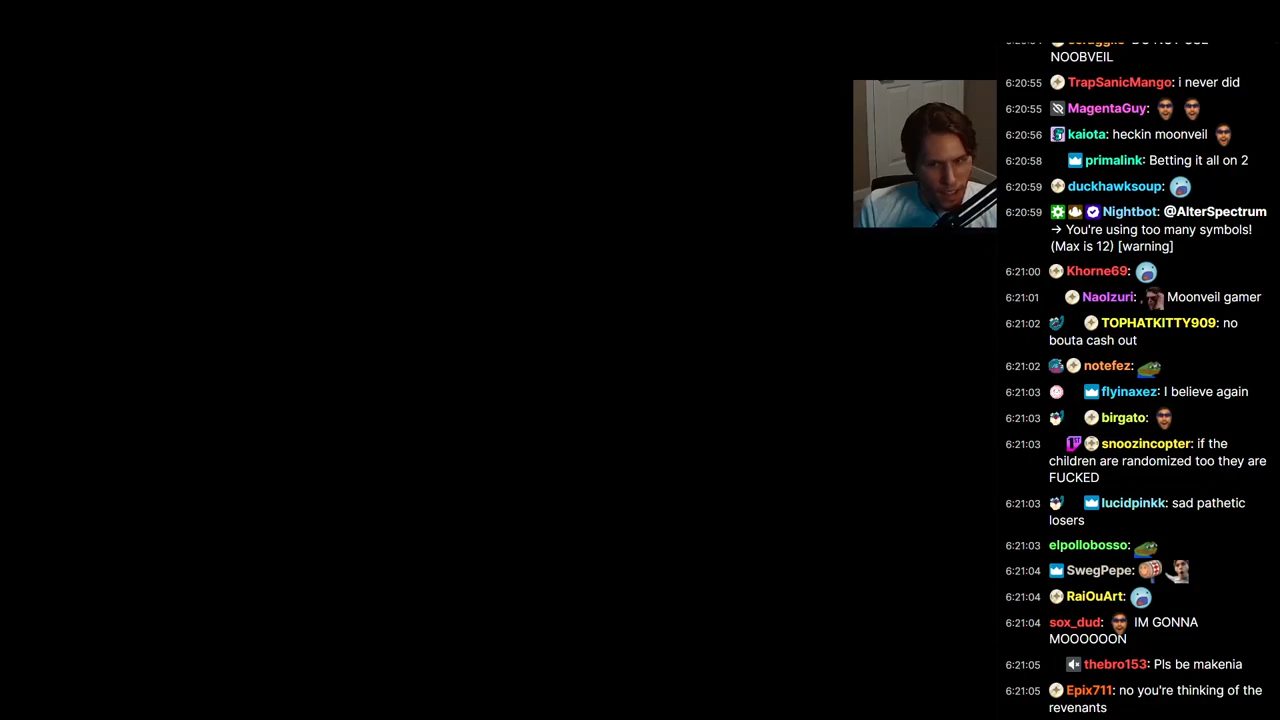 NOOBVEIL
6:20:55 TrapSanicMango: i never did
6:20:55 MagentaGuy:
6:20:56 kaiota: heckin moonveil
6:20:58 primalink: Betting it all on 2
6:20:59 duckhawksoup:
6:20:59 Nightbot: @AlterSpectrum
→ You're using too many symbols!
(Max is 12) [warning]
6:21:00 Khorne69:
6:21:01 NaoIzuri: Moonveil gamer
6:21:02 TOPHATKITTY909: no
bouta cash out
6:21:02 notefez:
6:21:03 flyinaxez: I believe again
6:21:03 birgato:
6:21:03 snoozincopter: if the
children are randomized too they are
FUCKED
6:21:03 lucidpinkk: sad pathetic
losers
6:21:03 elpollobosso:
6:21:04 SwegPepe:
6:21:04 RaiOuArt:
6:21:04 sox_dud: IM GONNA
MOOOOOON
6:21:05 thebro153: Pls be makenia
6:21:05 Epix711: no you're thinking of the
revenants